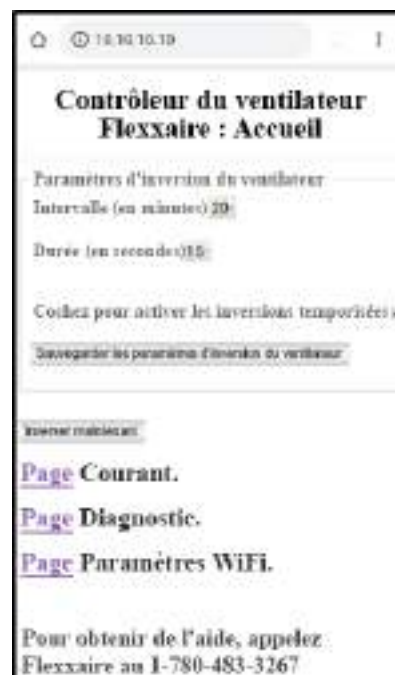 10.10.10.10
Contrôleur du ventilateur
Flexxaire : Accueil
Paramètres d'inversion du ventilateur
Intervalle (en minutes) 20
Durée (en secondes) 15
Cochez pour activer les inversions temporisées
Sauvegarder les paramètres d'inversion du ventilateur
Inverser maintenant
Page Courant.
Page Diagnostic.
Page Paramètres WiFi.
Pour obtenir de l'aide, appelez
Flexxaire au 1-780-483-3267